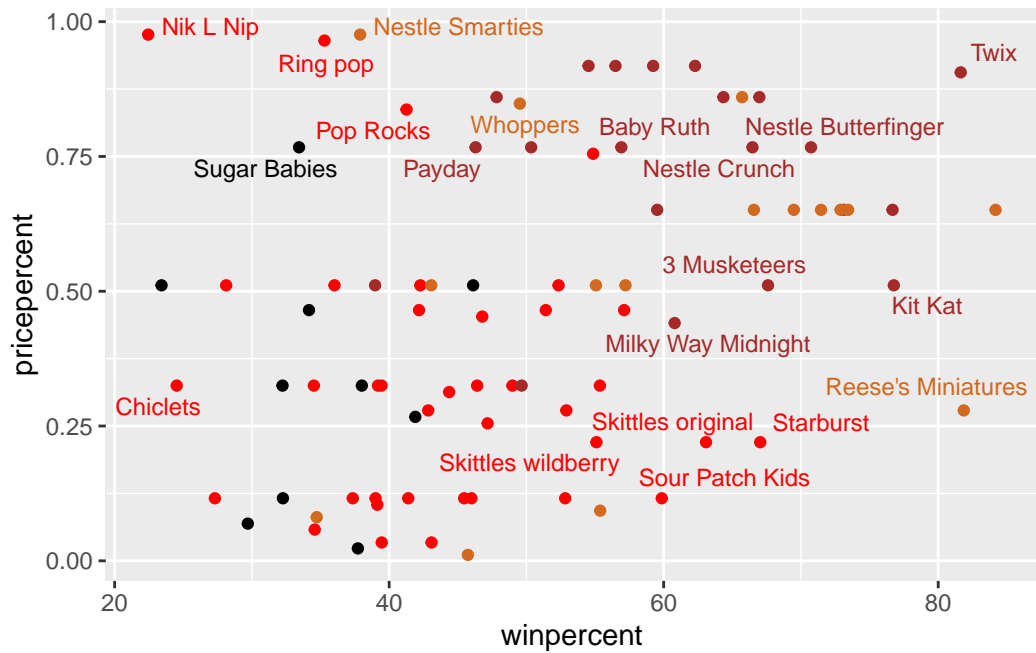 1.00
Nik L Nip
Nestle Smarties
Ring pop
Twix
Pop Rocks
Whoppers
Baby Ruth
Nestle Butterfinger
0.75
Sugar Babies
Payday
Nestle Crunch
3 Musketeers
0.50
Kit Kat
Milky Way Midnight
Chiclets
Reese's Miniatures
0.25
Skittles original
Starburst
Skittles wildberry
Sour Patch Kids
0.00
20
40
60
80
winpercent
pricepercent